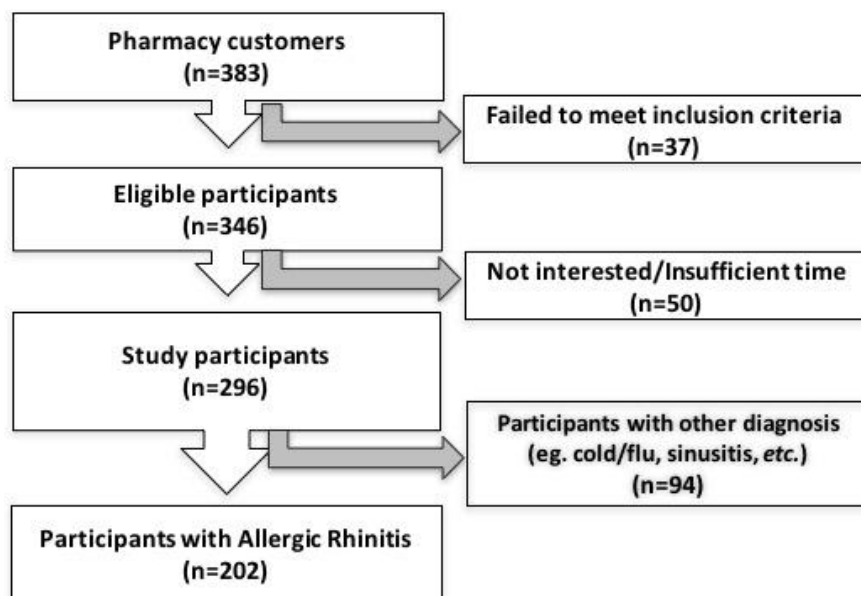 Pharmacy customers
(n=383)
Failed to meet inclusion criteria
(n=37)
Eligible participants
(n=346)
Not interested/Insufficient time
(n=50)
Study participants
(n=296)
Participants with other diagnosis
(eg. cold/flu, sinusitis, etc.)
(n=94)
Participants with Allergic Rhinitis
(n=202)